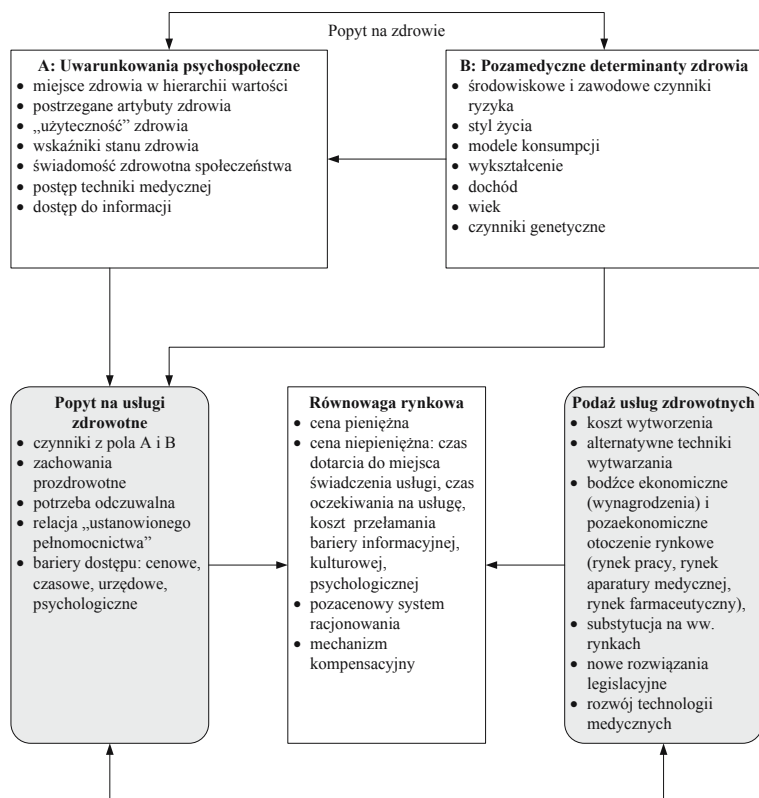 Popyt na zdrowie
A: Uwarunkowania psychospołeczne
• miejsce zdrowia w hierarchii wartości
• postrzegane artybuty zdrowia
• „użyteczność” zdrowia
• wskaźniki stanu zdrowia
• świadomość zdrowotna społeczeństwa
• postęp techniki medycznej
• dostęp do informacji
B: Pozamedyczne determinanty zdrowia
• środowiskowe i zawodowe czynniki
ryzyka
• styl życia
• modele konsumpcji
• wykształcenie
• dochód
• wiek
• czynniki genetyczne
Popyt na usługi
zdrowotne
• czynniki z pola A i B
• zachowania
prozdrowotne
• potrzeba odczuwalna
• relacja „ustanowionego
pełnomocnictwa”
• bariery dostępu: cenowe,
czasowe, urzędowe,
psychologiczne
Równowaga rynkowa
• cena pieniężna
• cena niepieniężna: czas
dotarcia do miejsca
świadczenia usługi, czas
oczekiwania na usługę,
koszt przełamania
bariery informacyjnej,
kulturowej,
psychologicznej
• pozacenowy system
racjonowania
• mechanizm
kompensacyjny
Podaż usług zdrowotnych
• koszt wytworzenia
• alternatywne techniki
wytwarzania
• bodźce ekonomiczne
(wynagrodzenia) i
pozaekonomiczne
otoczenie rynkowe
(rynek pracy, rynek
aparatury medycznej,
rynek farmaceutyczny),
• substytucja na ww.
rynkach
• nowe rozwiązania
legislacyjne
• rozwój technologii
medycznych